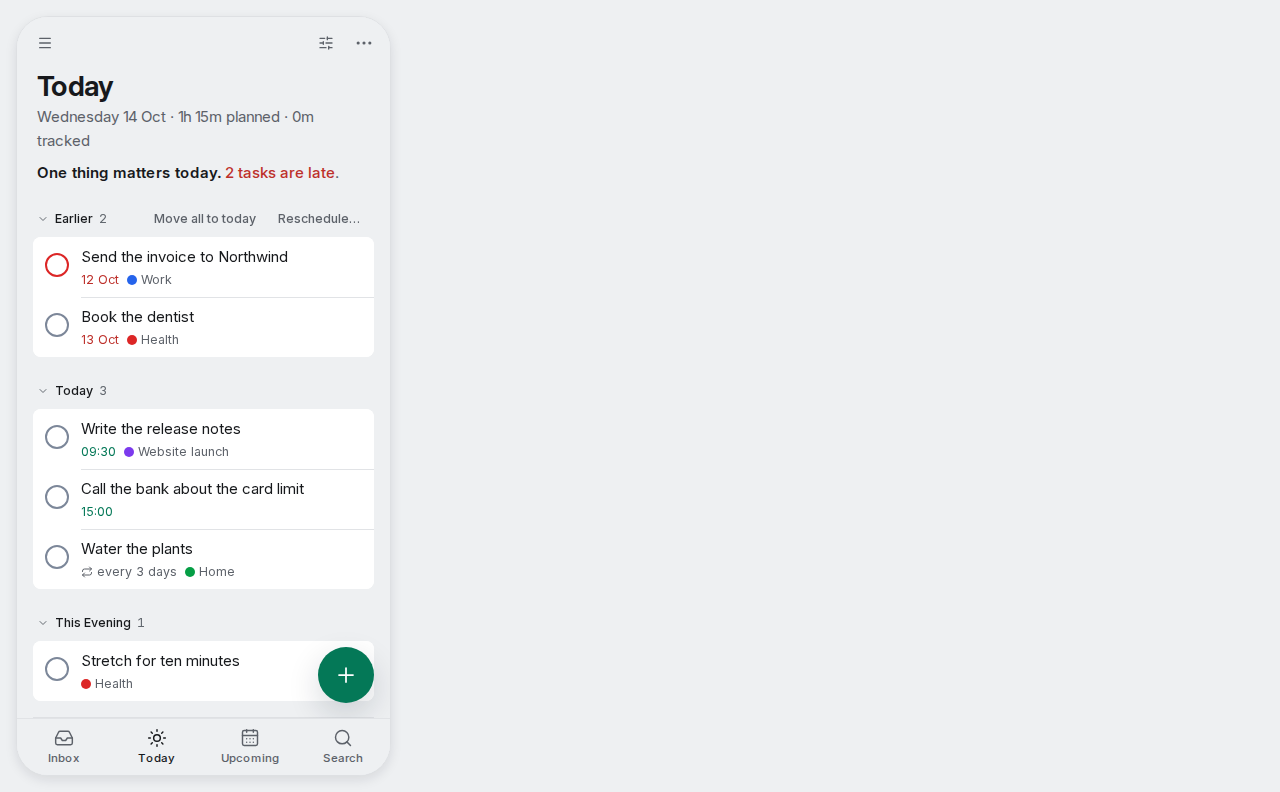 Today
Wednesday 14 Oct · 1h 15m planned · 0m
tracked
One thing matters today. 2 tasks are late.
Earlier 2 Move all to today Reschedule…
Send the invoice to Northwind
12 Oct Work
Book the dentist
13 Oct Health
Today 3
Write the release notes
09:30 Website launch
Call the bank about the card limit
15:00
Water the plants
every 3 days Home
This Evening 1
Stretch for ten minutes
Health
Inbox Today Upcoming Search